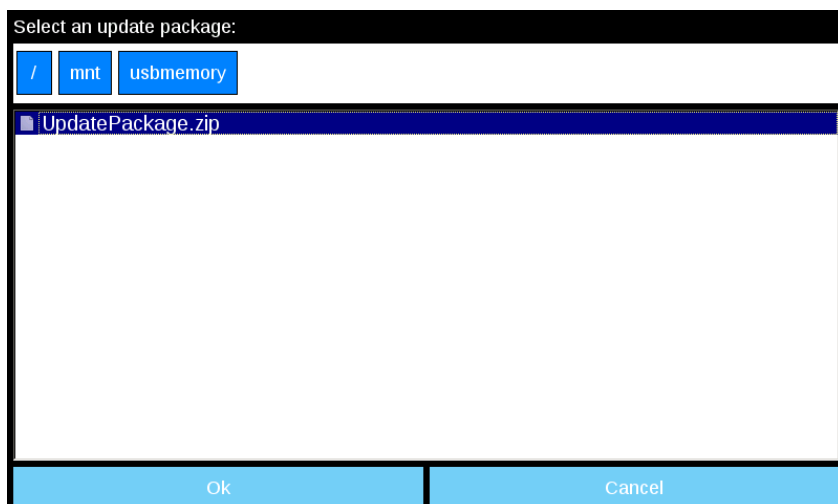 Select an update package:
/ mnt usbmemory
UpdatePackage.zip
Ok Cancel